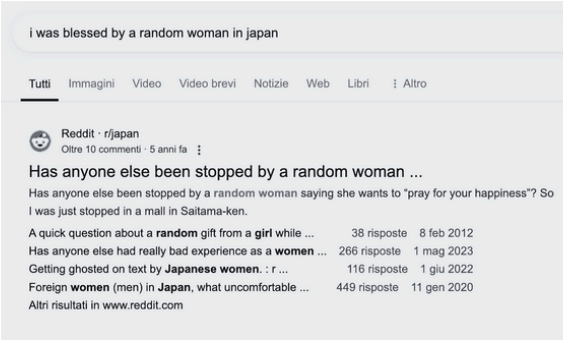 i was blessed by a random woman in japan
Tutti Immagini Video Video brevi Notizie Web Libri Altro
Reddit · r/japan
Oltre 10 commenti · 5 anni fa
Has anyone else been stopped by a random woman ...
Has anyone else been stopped by a random woman saying she wants to “pray for your happiness”? So
I was just stopped in a mall in Saitama-ken.
A quick question about a random gift from a girl while ... 38 risposte 8 feb 2012
Has anyone else had really bad experience as a women ... 266 risposte 1 mag 2023
Getting ghosted on text by Japanese women. : r ... 116 risposte 1 giu 2022
Foreign women (men) in Japan, what uncomfortable ... 449 risposte 11 gen 2020
Altri risultati in www.reddit.com